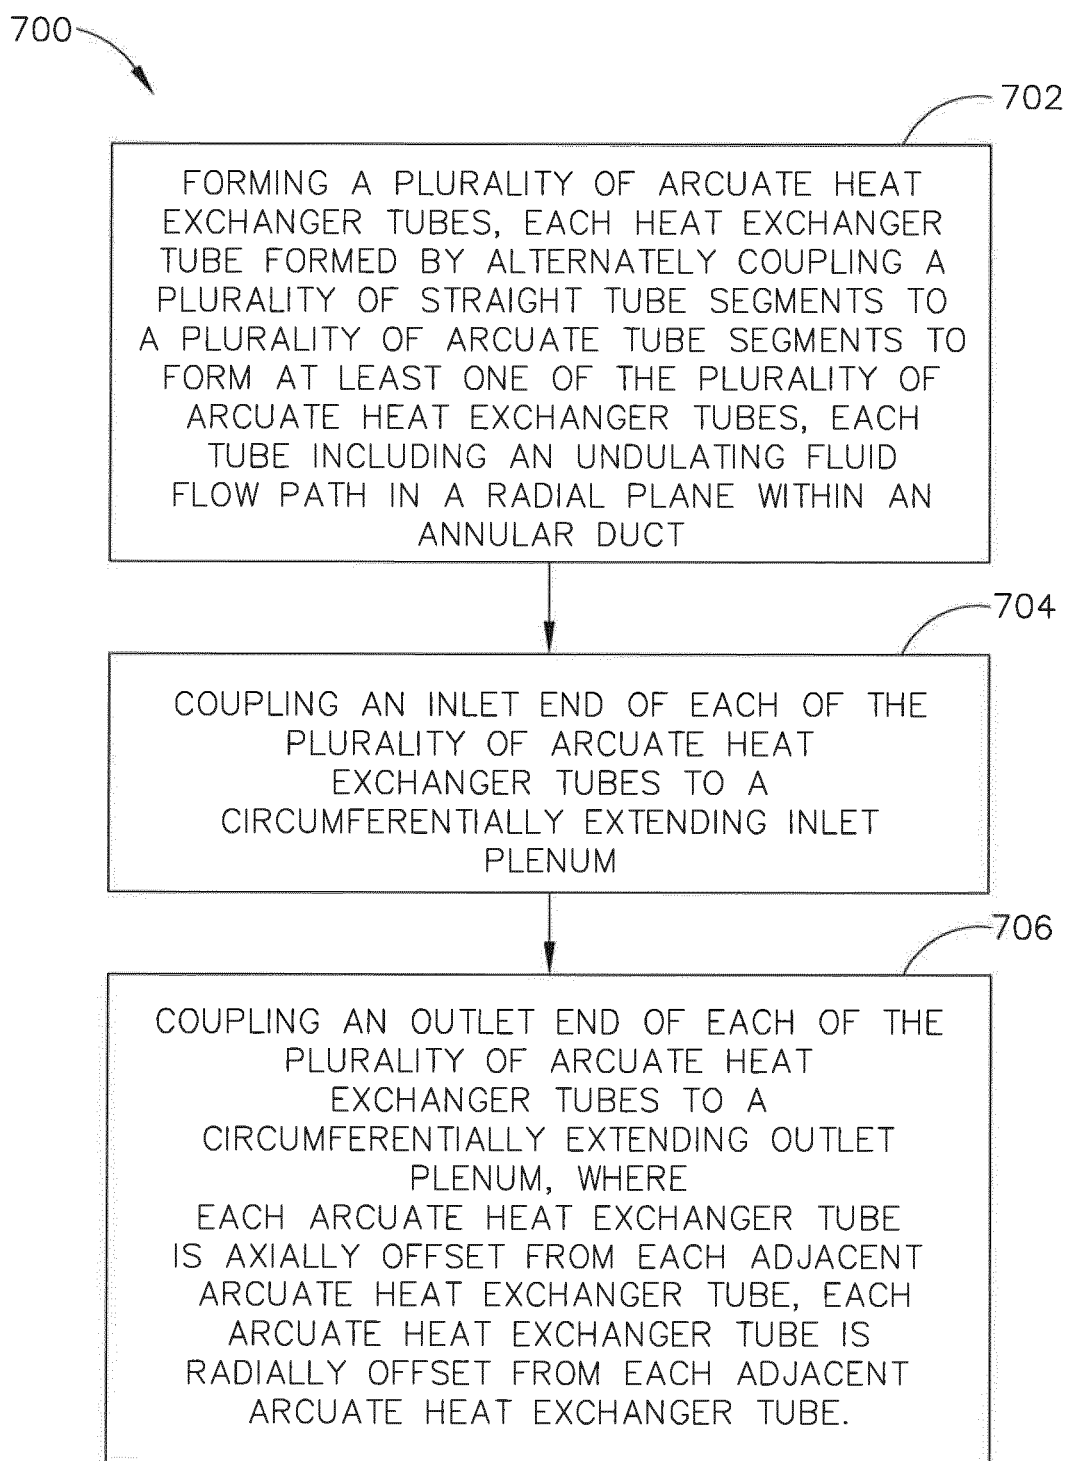 700
702
FORMING A PLURALITY OF ARCUATE HEAT
EXCHANGER TUBES, EACH HEAT EXCHANGER
TUBE FORMED BY ALTERNATELY COUPLING A
PLURALITY OF STRAIGHT TUBE SEGMENTS TO
A PLURALITY OF ARCUATE TUBE SEGMENTS TO
FORM AT LEAST ONE OF THE PLURALITY OF
ARCUATE HEAT EXCHANGER TUBES, EACH
TUBE INCLUDING AN UNDULATING FLUID
FLOW PATH IN A RADIAL PLANE WITHIN AN
ANNULAR DUCT
704
COUPLING AN INLET END OF EACH OF THE
PLURALITY OF ARCUATE HEAT
EXCHANGER TUBES TO A
CIRCUMFERENTIALLY EXTENDING INLET
PLENUM
706
COUPLING AN OUTLET END OF EACH OF THE
PLURALITY OF ARCUATE HEAT
EXCHANGER TUBES TO A
CIRCUMFERENTIALLY EXTENDING OUTLET
PLENUM, WHERE
EACH ARCUATE HEAT EXCHANGER TUBE
IS AXIALLY OFFSET FROM EACH ADJACENT
ARCUATE HEAT EXCHANGER TUBE, EACH
ARCUATE HEAT EXCHANGER TUBE IS
RADIALLY OFFSET FROM EACH ADJACENT
ARCUATE HEAT EXCHANGER TUBE.